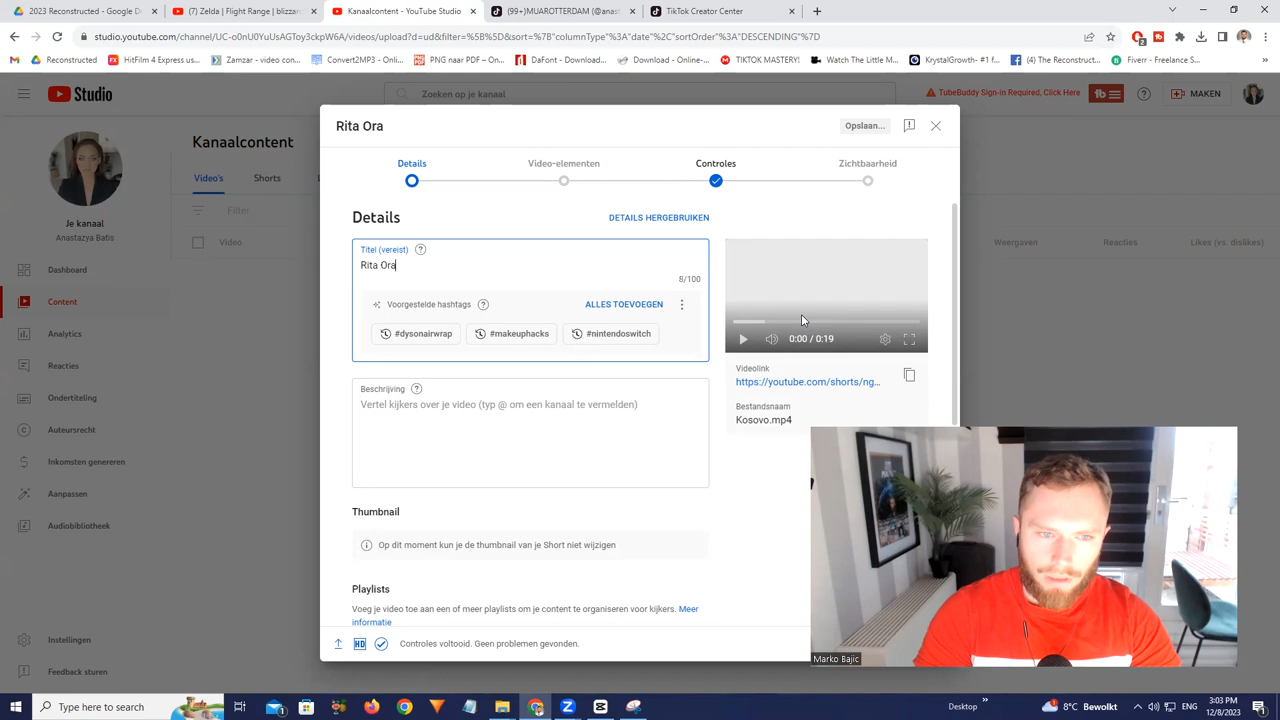 2023 Reconstructed - Google D...
(7) Zelda | Flight Range | blizzar...
Kanaalcontent - YouTube Studio
(99+)MUAROTTERDAM (@anast
TikTok Creator Center
studio.youtube.com/channel/UC-o0nU0YuUsAGToy3ckpW6A/videos/upload?d=ud&filter=%5B%5D&sort=%7B"columnType"%3A"date"%2C"sortOrder"%3A"DESCENDING"%7D
Reconstructed
HitFilm 4 Express us...
Zamzar - video con...
Convert2MP3 - Onli...
PNG naar PDF – On...
DaFont - Download...
Download - Online-...
TIKTOK MASTERY!
Watch The Little M...
KrystalGrowth- #1 f...
(4) The Reconstruct...
Fiverr - Freelance S...
Studio
Zoeken op je kanaal
TubeBuddy Sign-in Required, Click Here
tb
MAKEN
Je kanaal
Anastazya Batis
Dashboard
Content
Analytics
Reacties
Ondertiteling
Auteursrecht
Inkomsten genereren
Aanpassen
Audiobibliotheek
Instellingen
Feedback sturen
Kanaalcontent
Video's
Shorts
Filter
Video
Weergaven
Reacties
Likes (vs. dislikes)
Rita Ora
Opslaan...
Details
Video-elementen
Controles
Zichtbaarheid
Details
DETAILS HERGEBRUIKEN
Titel (vereist)
Rita Ora
8/100
Voorgestelde hashtags
ALLES TOEVOEGEN
#dysonairwrap
#makeuphacks
#nintendoswitch
Beschrijving
Vertel kijkers over je video (typ @ om een kanaal te vermelden)
Thumbnail
Op dit moment kun je de thumbnail van je Short niet wijzigen
Playlists
Voeg je video toe aan een of meer playlists om je content te organiseren voor kijkers. Meer
informatie
0:00 / 0:19
Videolink
https://youtube.com/shorts/ng...
Bestandsnaam
Kosovo.mp4
HD
Controles voltooid. Geen problemen gevonden.
Marko Bajic
Type here to search
Desktop
8°C Bewolkt
ENG
3:03 PM
12/8/2023